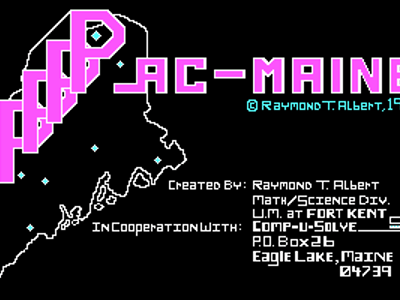 PAC-MAINE
© RAYMOND T. ALBERT, 19
CREATED BY: RAYMOND T. ALBERT
MATH/SCIENCE DIV.
U.M. AT FORT KENT
IN COOPERATION WITH: COMP-U-SOLVE
P.O. BOX 26
EAGLE LAKE, MAINE
04739